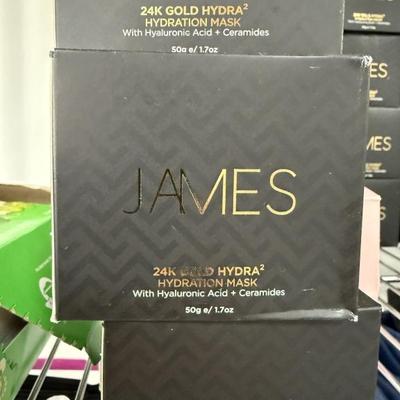 24K GOLD HYDRA²
HYDRATION MASK
With Hyaluronic Acid + Ceramides
50g e/ 1.7oz
JAMES
24K GOLD HYDRA²
HYDRATION MASK
With Hyaluronic Acid + Ceramides
50g e/ 1.7oz
MES